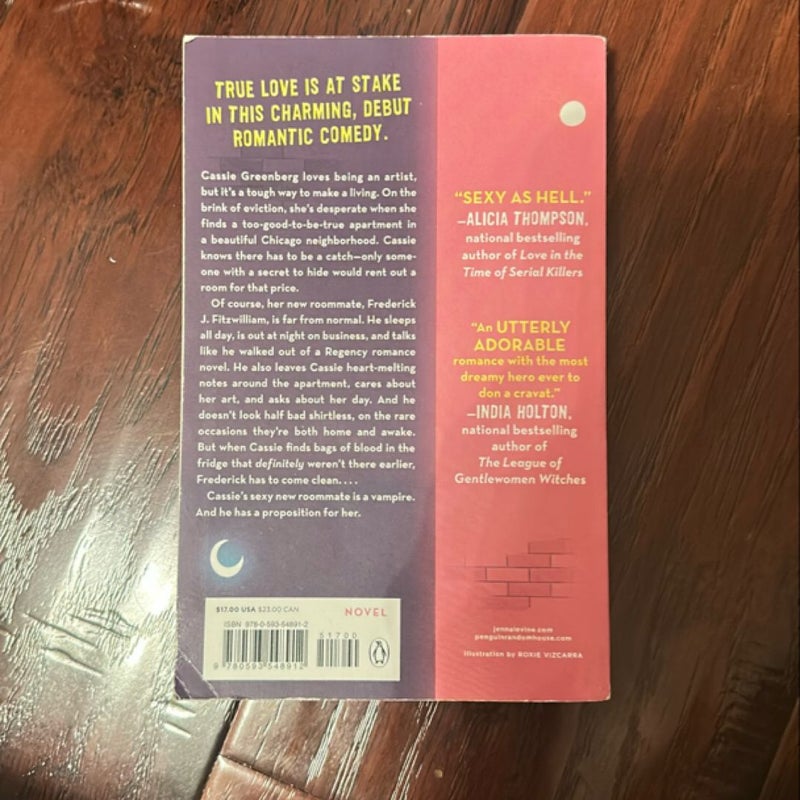 TRUE LOVE IS AT STAKE
IN THIS CHARMING, DEBUT
ROMANTIC COMEDY.
Cassie Greenberg loves being an artist,
but it's a tough way to make a living. On the
brink of eviction, she's desperate when she
finds a too-good-to-be-true apartment in
a beautiful Chicago neighborhood. Cassie
knows there has to be a catch—only some-
one with a secret to hide would rent out a
room for that price.
Of course, her new roommate, Frederick
J. Fitzwilliam, is far from normal. He sleeps
all day, is out at night on business, and talks
like he walked out of a Regency romance
novel. He also leaves Cassie heart-melting
notes around the apartment, cares about
her art, and asks about her day. And he
doesn't look half bad shirtless, on the rare
occasions they're both home and awake.
But when Cassie finds bags of blood in the
fridge that definitely weren't there earlier,
Frederick has to come clean....
Cassie's sexy new roommate is a vampire.
And he has a proposition for her.
$17.00 USA $23.00 CAN
NOVEL
ISBN 978-0-593-54891-2
51700
9 780593 548912
"SEXY AS HELL."
—ALICIA THOMPSON,
national bestselling
author of Love in the
Time of Serial Killers
"An UTTERLY
ADORABLE
romance with the most
dreamy hero ever to
don a cravat."
—INDIA HOLTON,
national bestselling
author of
The League of
Gentlewomen Witches
jennalevine.com
penguinrandomhouse.com
Illustration by ROXIE VIZCARRA